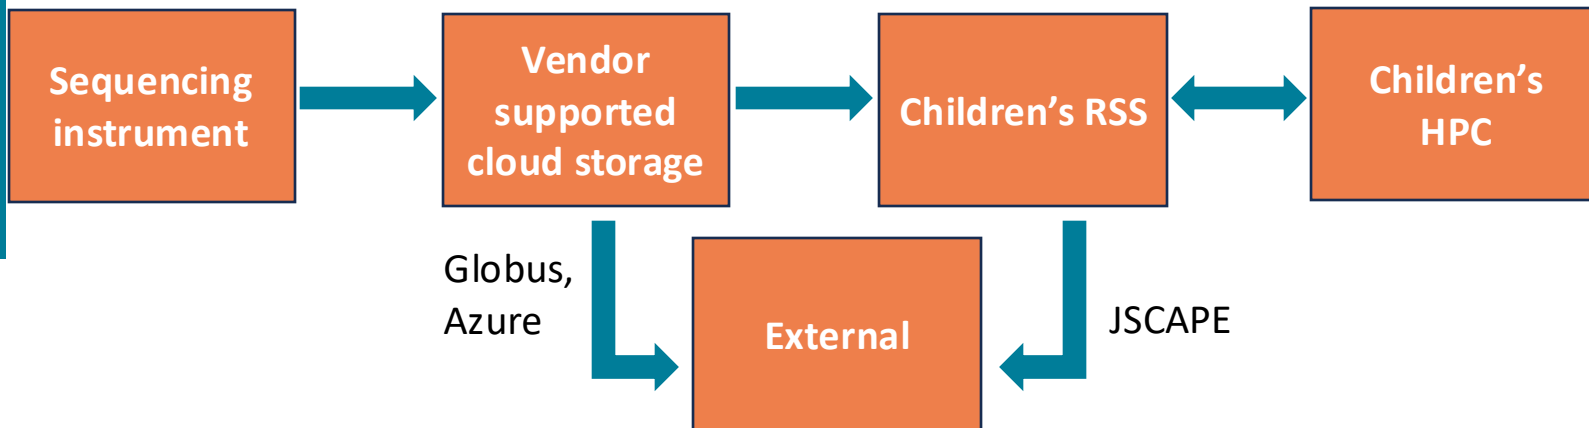 Sequencing
instrument
Vendor
supported
cloud storage
Children’s RSS
Children’s
HPC
Globus,
Azure
External
JSCAPE